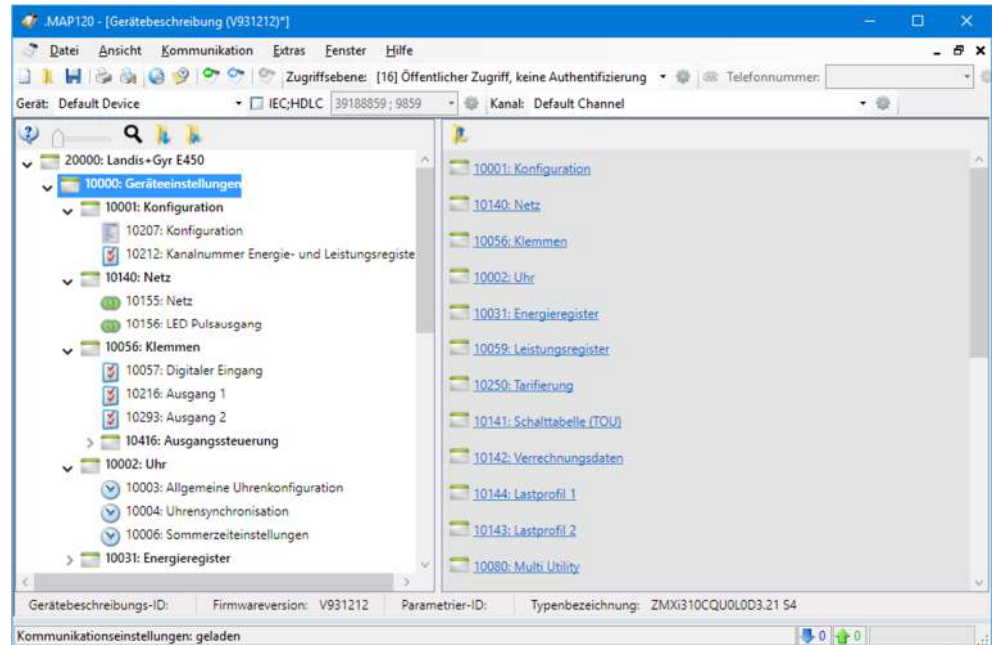 .MAP120 - [Gerätebeschreibung (V931212)*]
Datei Ansicht Kommunikation Extras Fenster Hilfe
Zugriffsebene: [16] Öffentlicher Zugriff, keine Authentifizierung Telefonnummer:
Gerät: Default Device IEC;HDLC 39188859 ; 9859 Kanal: Default Channel
20000: Landis+Gyr E450
10000: Geräteeinstellungen
10001: Konfiguration
10207: Konfiguration
10212: Kanalnummer Energie- und Leistungsregiste
10140: Netz
10155: Netz
10156: LED Pulsausgang
10056: Klemmen
10057: Digitaler Eingang
10216: Ausgang 1
10293: Ausgang 2
10416: Ausgangssteuerung
10002: Uhr
10003: Allgemeine Uhrenkonfiguration
10004: Uhrensynchronisation
10006: Sommerzeiteinstellungen
10031: Energieregister
10001: Konfiguration
10140: Netz
10056: Klemmen
10002: Uhr
10031: Energieregister
10059: Leistungsregister
10250: Tarifierung
10141: Schalttabelle (TOU)
10142: Verrechnungsdaten
10144: Lastprofil 1
10143: Lastprofil 2
10080: Multi Utility
Gerätebeschreibungs-ID: Firmwareversion: V931212 Parametrier-ID: Typenbezeichnung: ZMXi310CQU0L0D3.21 S4
Kommunikationseinstellungen: geladen 0 0